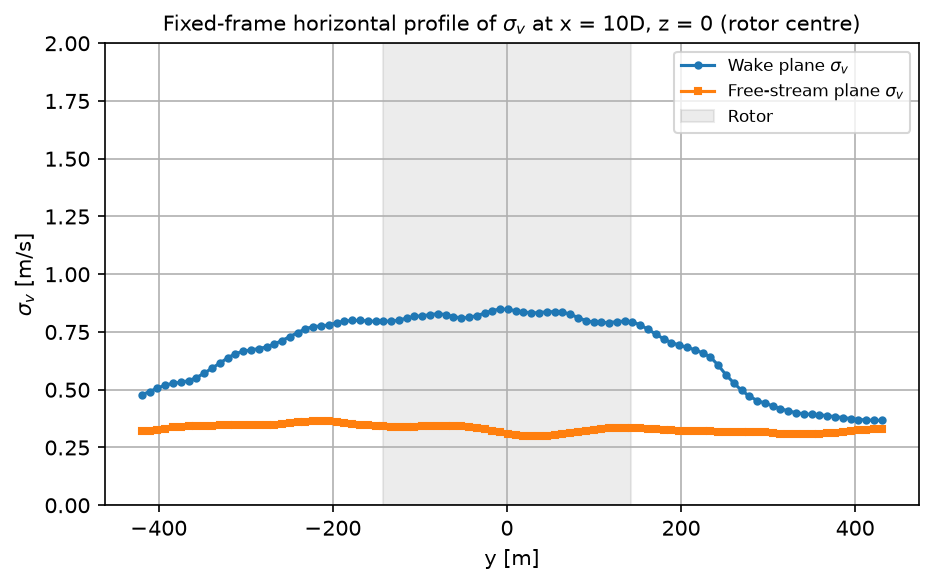 Fixed-frame horizontal profile of σᵥ at x = 10D, z = 0 (rotor centre)
Wake plane σᵥ
Free-stream plane σᵥ
Rotor
σᵥ [m/s]
2.00
1.75
1.50
1.25
1.00
0.75
0.50
0.25
0.00
−400 −200 0 200 400
y [m]